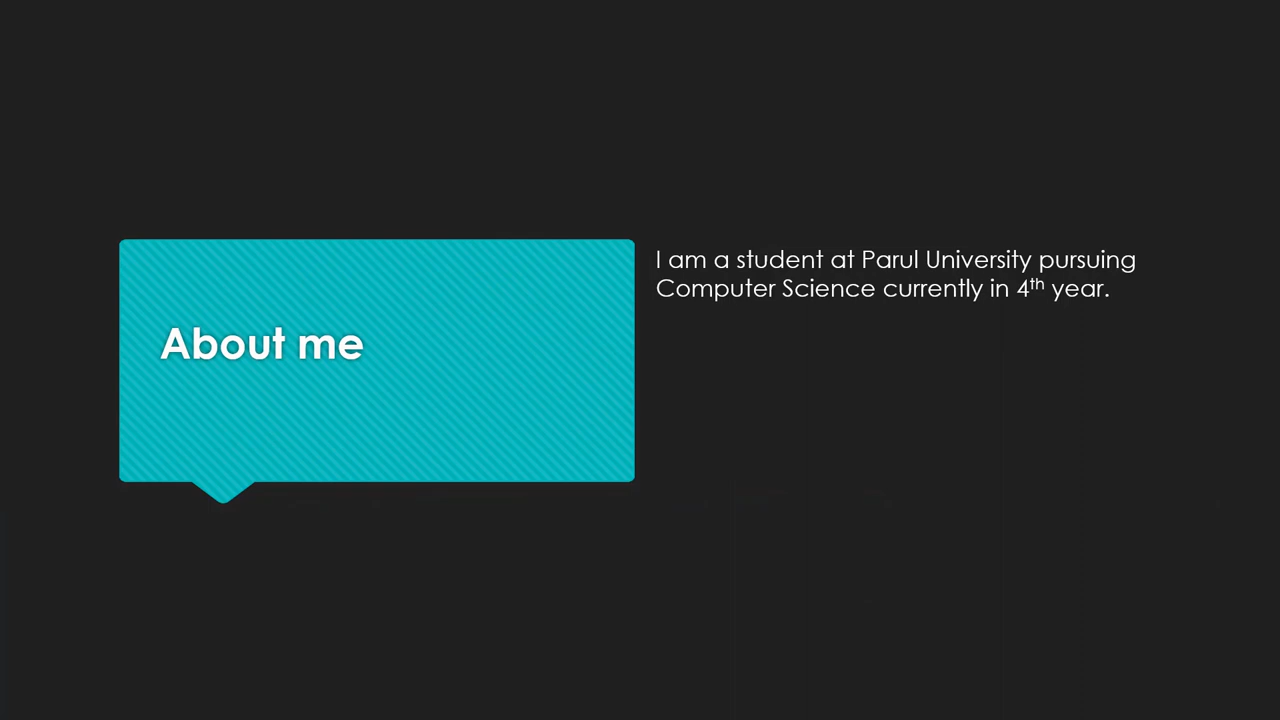 About me
I am a student at Parul University pursuing
Computer Science currently in 4th year.